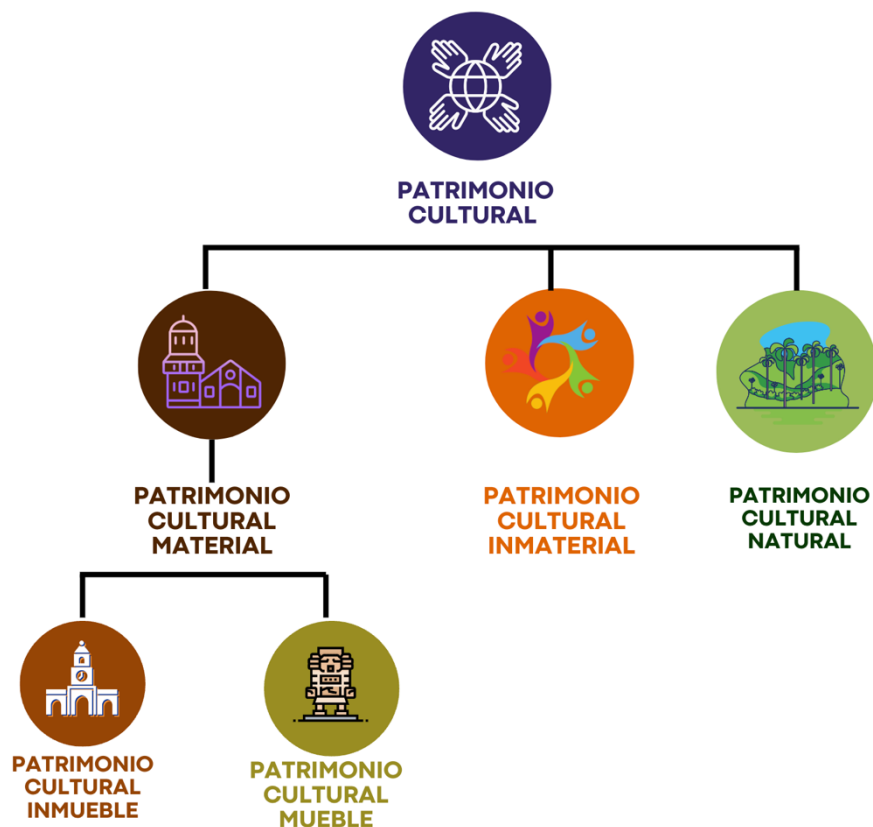 PATRIMONIO
CULTURAL
PATRIMONIO
CULTURAL
MATERIAL
PATRIMONIO
CULTURAL
INMATERIAL
PATRIMONIO
CULTURAL
NATURAL
PATRIMONIO
CULTURAL
INMUEBLE
PATRIMONIO
CULTURAL
MUEBLE